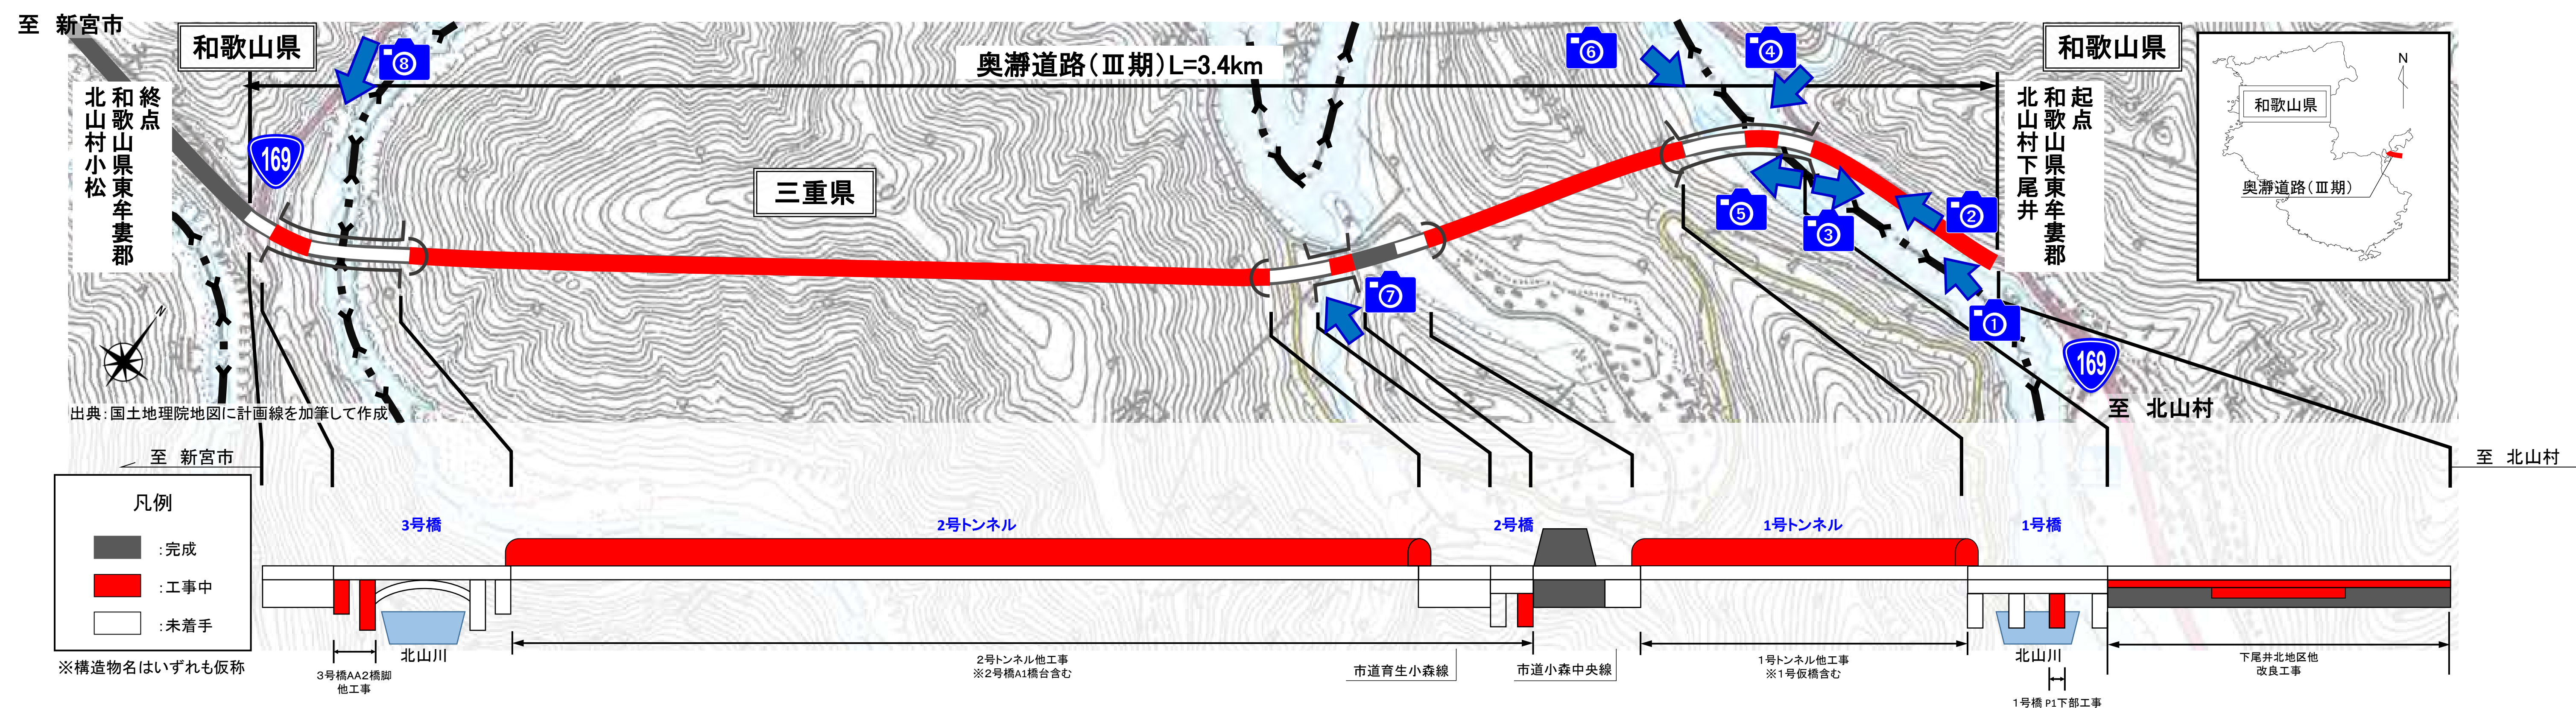 至 新宮市
和歌山県
⑧
奥瀞道路(Ⅲ期)L=3.4km
⑥
④
和歌山県
終点
和歌山県東牟婁郡
北山村小松
169
三重県
⑤
③
②
⑦
①
起点
和歌山県東牟婁郡
北山村下尾井
169
至 北山村
N
和歌山県
奥瀞道路(Ⅲ期)
N
出典:国土地理院地図に計画線を加筆して作成
至 新宮市
至 北山村
凡例
:完成
:工事中
:未着手
※構造物名はいずれも仮称
3号橋
2号トンネル
2号橋
1号トンネル
1号橋
北山川
3号橋AA2橋脚
他工事
2号トンネル他工事
※2号橋A1橋台含む
市道育生小森線
市道小森中央線
1号トンネル他工事
※1号仮橋含む
北山川
1号橋 P1下部工事
下尾井北地区他
改良工事